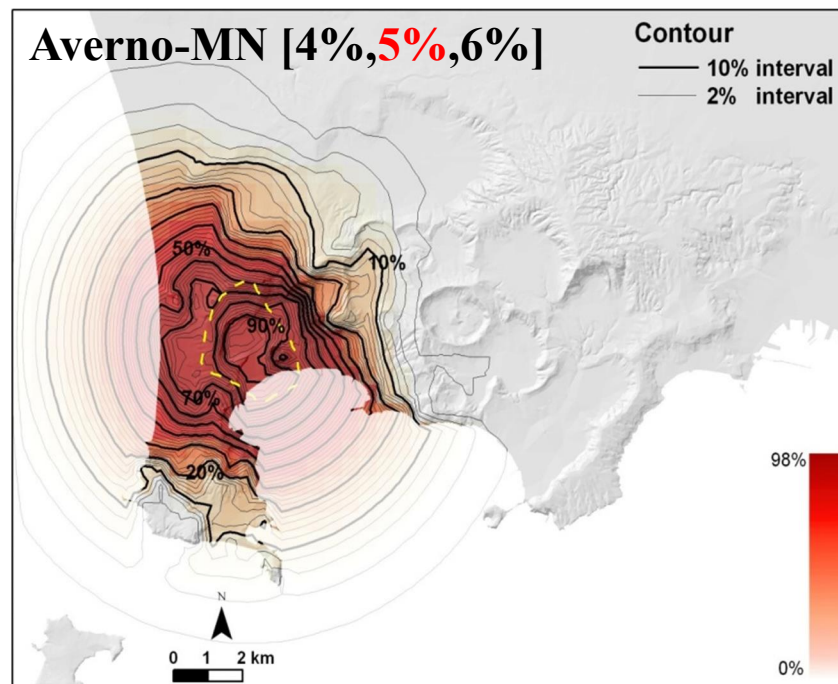 Averno-MN [4%,5%,6%]
Contour
10% interval
2% interval
50%
10%
90%
70%
20%
98%
0%
N
0 1 2 km